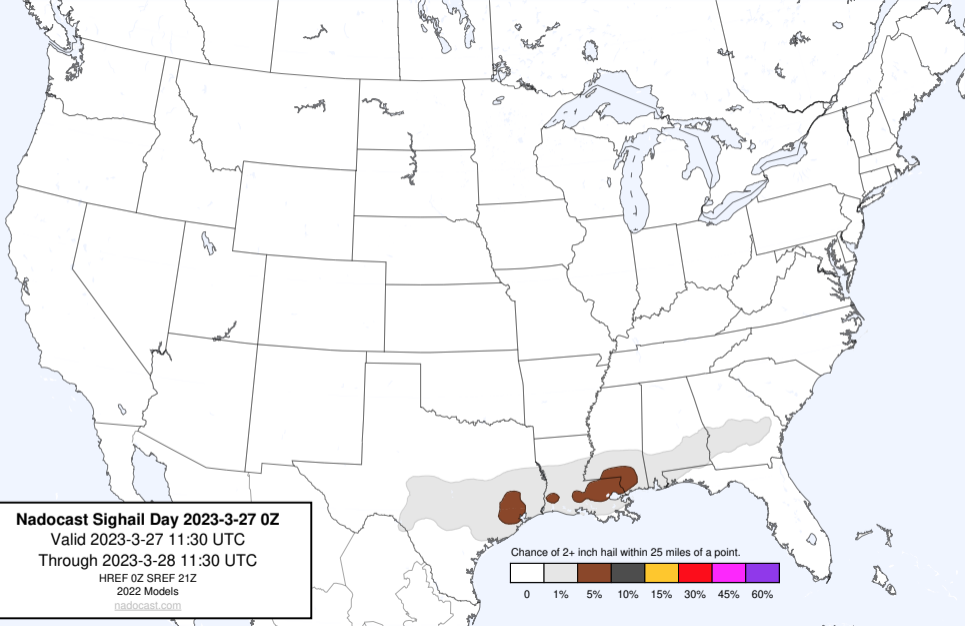 Nadocast Sighail Day 2023-3-27 0Z
Valid 2023-3-27 11:30 UTC
Through 2023-3-28 11:30 UTC
HREF 0Z SREF 21Z
2022 Models
nadocast.com
Chance of 2+ inch hail within 25 miles of a point.
0 1% 5% 10% 15% 30% 45% 60%